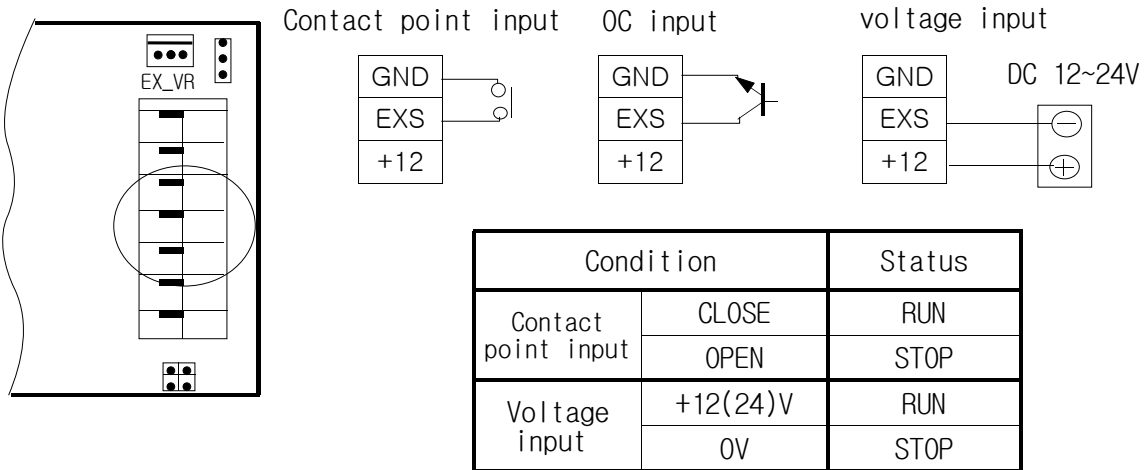 Contact point input OC input voltage input
EX_VR
GND GND GND DC 12~24V
EXS EXS EXS
+12 +12 +12
Condition Status
Contact point input CLOSE RUN
OPEN STOP
Voltage input +12(24)V RUN
0V STOP